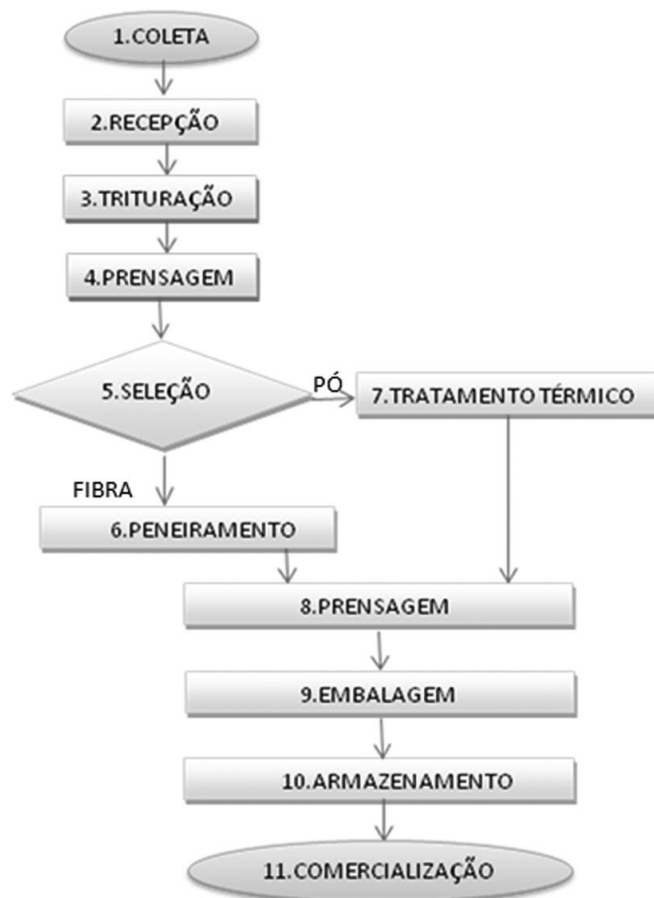 1.COLETA
2.RECEPÇÃO
3.TRITURAÇÃO
4.PRENSAGEM
5.SELEÇÃO
PÓ
7.TRATAMENTO TÉRMICO
FIBRA
6.PENEIRAMENTO
8.PRENSAGEM
9.EMBALAGEM
10.ARMAZENAMENTO
11.COMERCIALIZAÇÃO